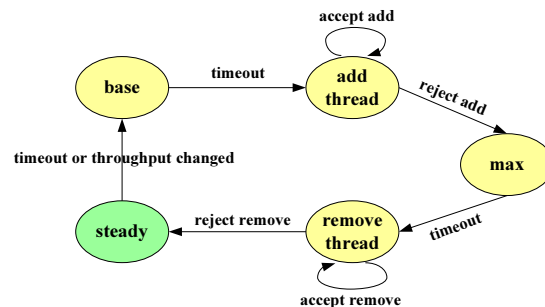 accept add
base
timeout
add
thread
reject add
max
timeout or throughput changed
steady
reject remove
remove
thread
timeout
accept remove